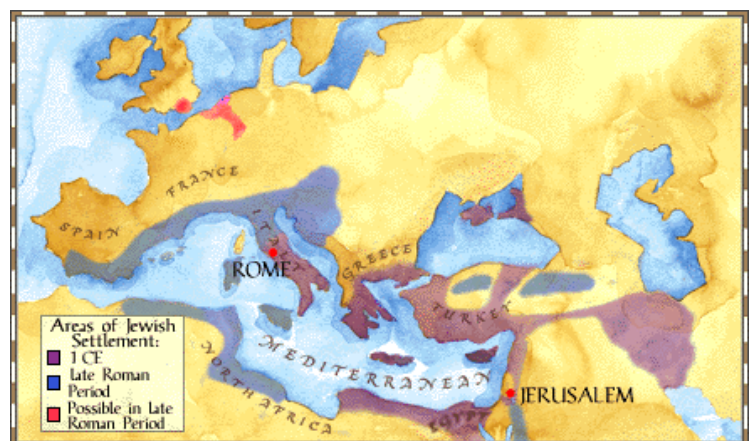 FRANCE
SPAIN
ITALY
ROME
GREECE
TURKEY
Areas of Jewish
Settlement:
1 CE
Late Roman
Period
Possible in late
Roman Period
MEDITERRANEAN
NORTH AFRICA
JERUSALEM
EGYPT